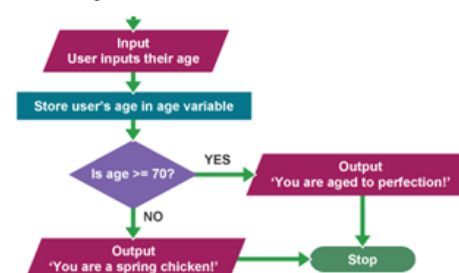 Input
User inputs their age
Store user's age in age variable
Is age >= 70?
YES
Output
'You are aged to perfection!'
NO
Output
'You are a spring chicken!'
Stop